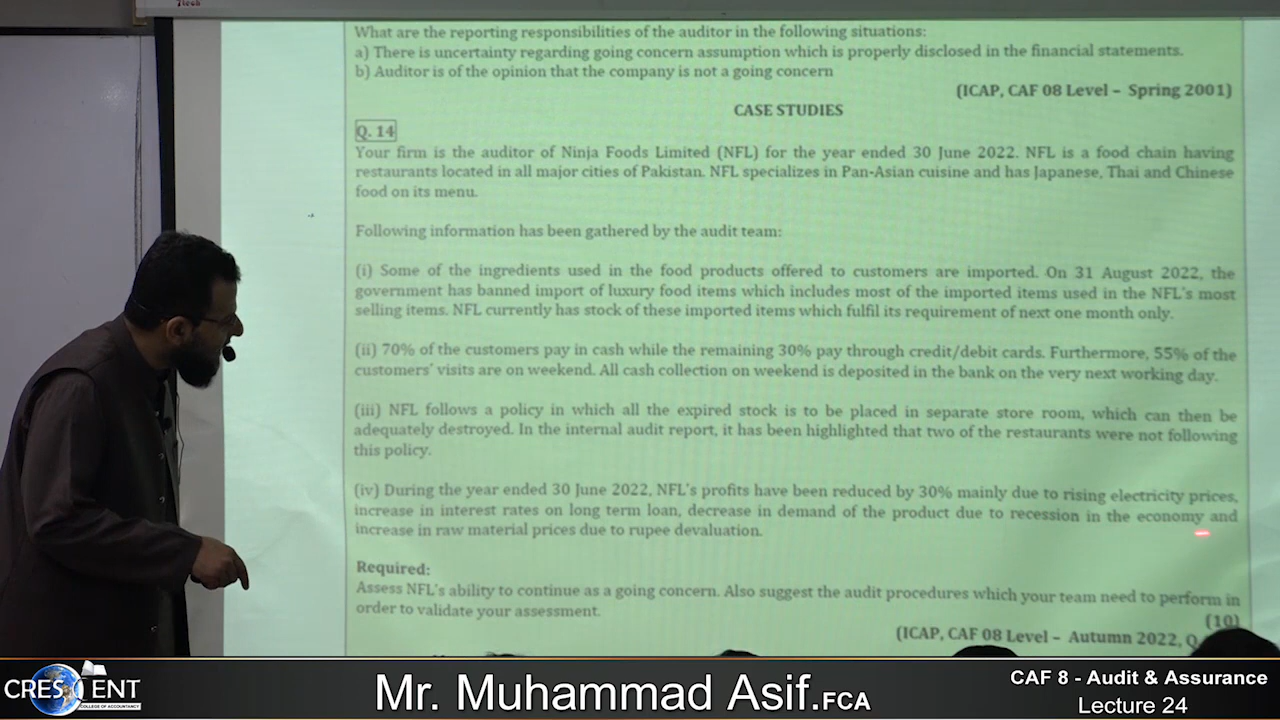 What are the reporting responsibilities of the auditor in the following situations:
a) There is uncertainty regarding going concern assumption which is properly disclosed in the financial statements.
b) Auditor is of the opinion that the company is not a going concern
(ICAP, CAF 08 Level – Spring 2001)
CASE STUDIES
Q. 14
Your firm is the auditor of Ninja Foods Limited (NFL) for the year ended 30 June 2022. NFL is a food chain having
restaurants located in all major cities of Pakistan. NFL specializes in Pan-Asian cuisine and has Japanese, Thai and Chinese
food on its menu.
Following information has been gathered by the audit team:
(i) Some of the ingredients used in the food products offered to customers are imported. On 31 August 2022, the
government has banned import of luxury food items which includes most of the imported items used in the NFL's most
selling items. NFL currently has stock of these imported items which fulfil its requirement of next one month only.
(ii) 70% of the customers pay in cash while the remaining 30% pay through credit/debit cards. Furthermore, 55% of the
customers' visits are on weekend. All cash collection on weekend is deposited in the bank on the very next working day.
(iii) NFL follows a policy in which all the expired stock is to be placed in separate store room, which can then be
adequately destroyed. In the internal audit report, it has been highlighted that two of the restaurants were not following
this policy.
(iv) During the year ended 30 June 2022, NFL's profits have been reduced by 30% mainly due to rising electricity prices,
increase in interest rates on long term loan, decrease in demand of the product due to recession in the economy and
increase in raw material prices due to rupee devaluation.
Required:
Assess NFL's ability to continue as a going concern. Also suggest the audit procedures which your team need to perform in
order to validate your assessment.
(10)
(ICAP, CAF 08 Level – Autumn 2022, Q
CRESCENT
COLLEGE OF ACCOUNTANCY
Mr. Muhammad Asif.FCA
CAF 8 - Audit & Assurance
Lecture 24